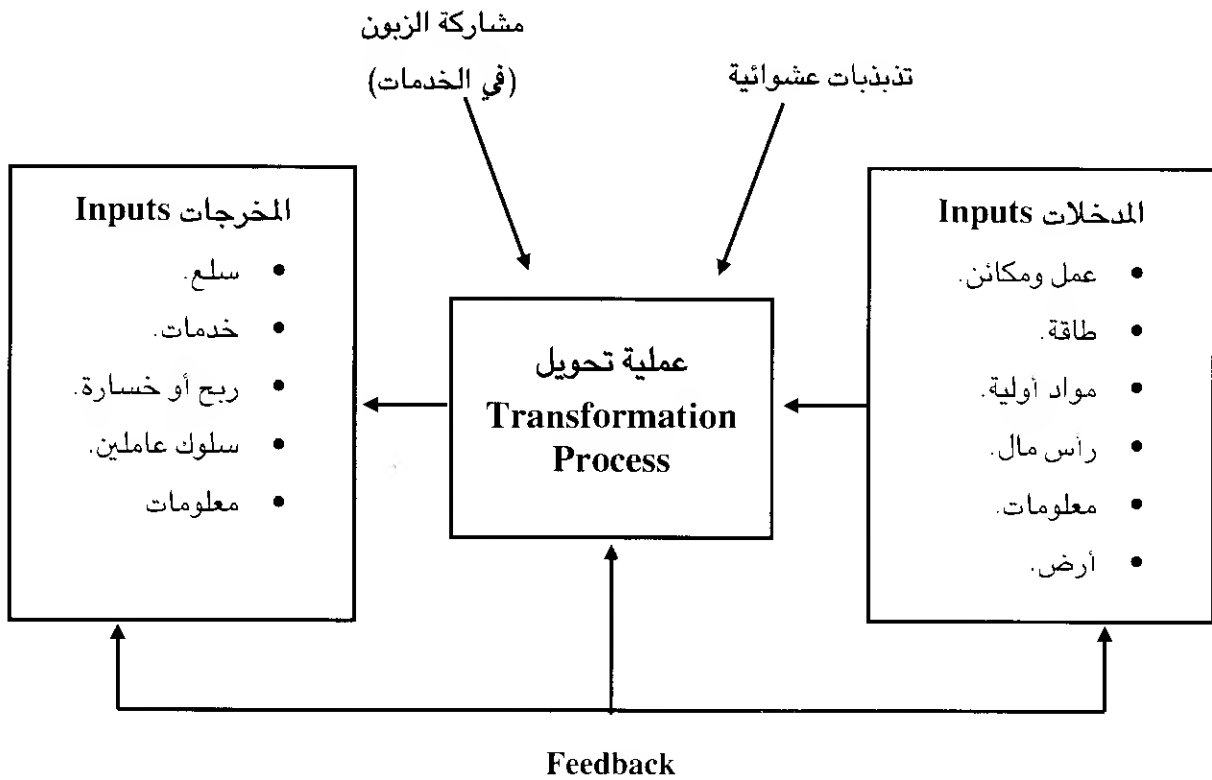 مشاركة الزبون
(في الخدمات)
تذبذبات عشوائية
المدخلات Inputs
• عمل ومكائن.
• طاقة.
• مواد أولية.
• رأس مال.
• معلومات.
• أرض.
عملية تحويل
Transformation
Process
المخرجات Inputs
• سلع.
• خدمات.
• ربح أو خسارة.
• سلوك عاملين.
• معلومات
Feedback